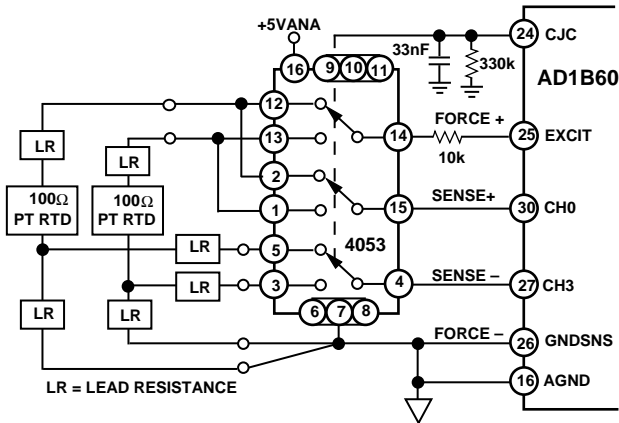 +5VANA
16
9 10 11
33nF
330k
24 CJC
AD1B60
12
13
14
FORCE +
10k
25 EXCIT
LR
LR
100Ω
PT RTD
100Ω
PT RTD
2
1
15
SENSE+
30 CH0
LR
5
4053
LR
3
4
SENSE –
27 CH3
LR
LR
6 7 8
FORCE –
26 GNDSNS
16 AGND
LR = LEAD RESISTANCE